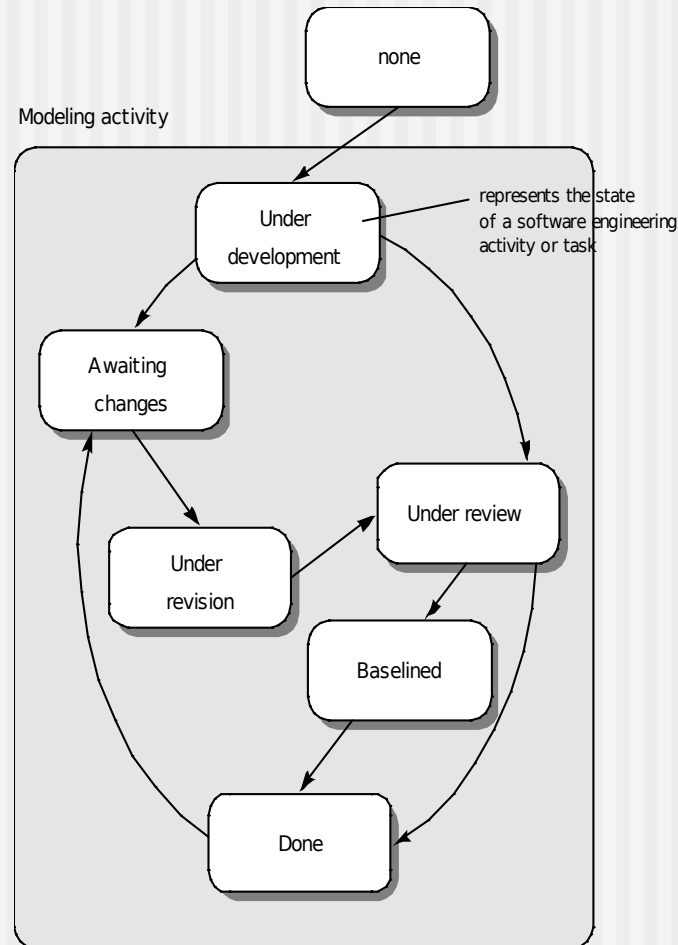 none
Modeling activity
represents the state
of a software engineering
activity or task
Under
development
Awaiting
changes
Under review
Under
revision
Baselined
Done